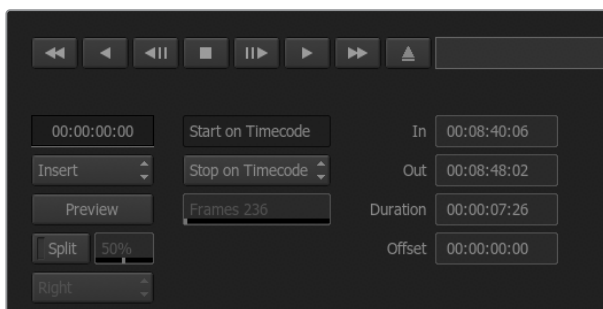 00:00:00:00 Start on Timecode In 00:08:40:06
Insert Stop on Timecode Out 00:08:48:02
Preview Frames 236 Duration 00:00:07:26
Split 50% Offset 00:00:00:00
Right